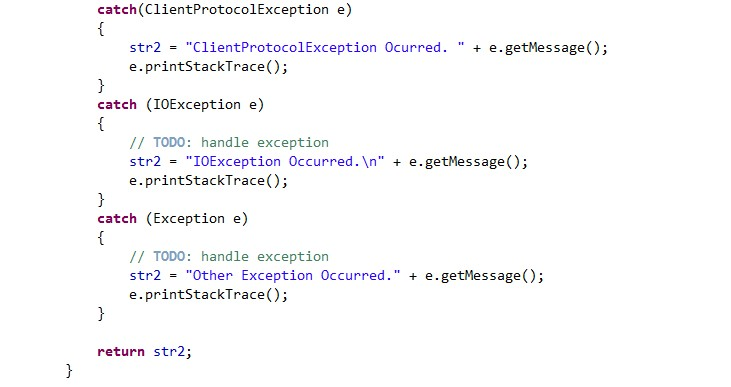 catch(ClientProtocolException e)
{
str2 = "ClientProtocolException Ocurred. " + e.getMessage();
e.printStackTrace();
}
catch (IOException e)
{
// TODO: handle exception
str2 = "IOException Occurred.\n" + e.getMessage();
e.printStackTrace();
}
catch (Exception e)
{
// TODO: handle exception
str2 = "Other Exception Occurred." + e.getMessage();
e.printStackTrace();
}
return str2;
}